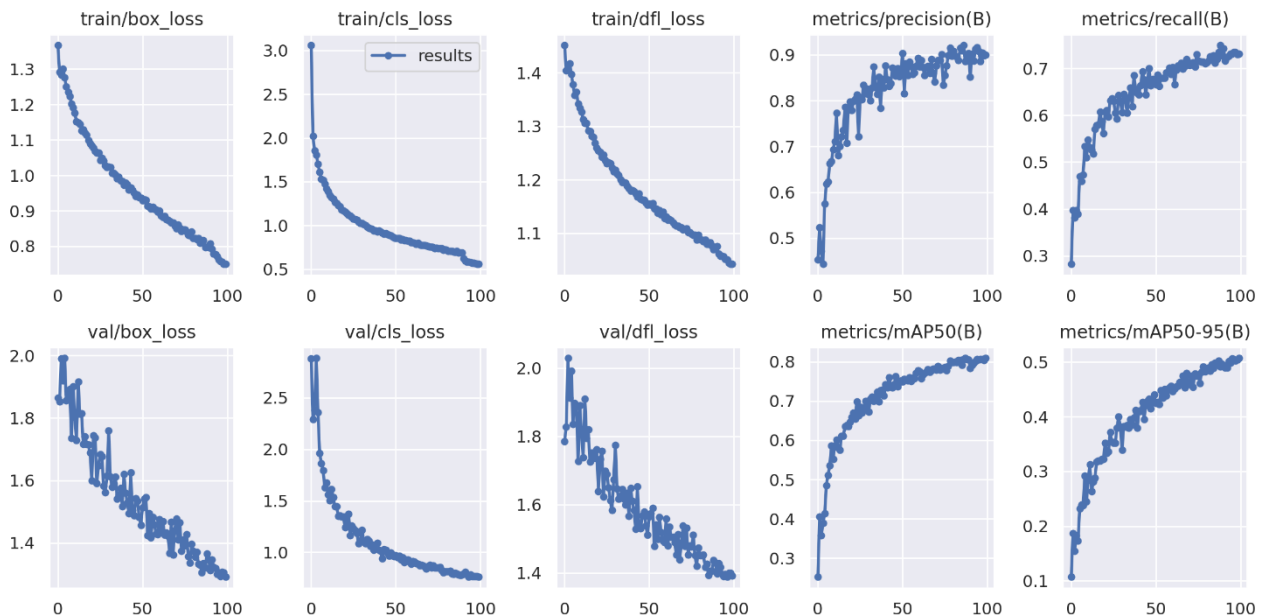 train/box_loss
train/cls_loss
train/dfl_loss
metrics/precision(B)
metrics/recall(B)
results
1.3
1.2
1.1
1.0
0.9
0.8
0 50 100
3.0
2.5
2.0
1.5
1.0
0.5
0 50 100
1.4
1.3
1.2
1.1
0 50 100
0.9
0.8
0.7
0.6
0.5
0 50 100
0.7
0.6
0.5
0.4
0.3
0 50 100
val/box_loss
val/cls_loss
val/dfl_loss
metrics/mAP50(B)
metrics/mAP50-95(B)
2.0
1.8
1.6
1.4
0 50 100
2.5
2.0
1.5
1.0
0 50 100
2.0
1.8
1.6
1.4
0 50 100
0.8
0.7
0.6
0.5
0.4
0.3
0 50 100
0.5
0.4
0.3
0.2
0.1
0 50 100